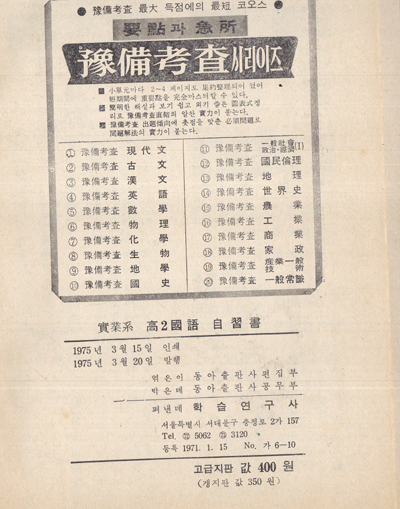 ● 豫備考査 最大 득점에의 最短 코오스 ●
要點과 急所
豫備考査 시리이즈
■ 小單元마다 2~4 페이지로 集約整理되어 있어
短期間에 重要點을 完全마스터할 수 있다.
■ 簡明한 해설과 보기 쉽고 외기 좋은 圖表式정
리로 豫備考査直前의 알찬 實力이 붙는다.
■ 豫備考査 出題傾向에 촛점을 맞춘 必須問題로
問題解法의 實力이 붙는다.
① 豫備考査 現代文
② 豫備考査 古文
③ 豫備考査 漢文
④ 豫備考査 英語
⑤ 豫備考査 數學
⑥ 豫備考査 物理
⑦ 豫備考査 化學
⑧ 豫備考査 生物
⑨ 豫備考査 地學
⑩ 豫備考査 國史
⑪ 豫備考査 一般社會 政治·經濟 (I)
⑫ 豫備考査 國民倫理
⑬ 豫備考査 地理
⑭ 豫備考査 世界史
⑮ 豫備考査 農業
⑯ 豫備考査 工業
⑰ 豫備考査 商業
⑱ 豫備考査 家政
⑲ 豫備考査 産業一般 技術
⑳ 豫備考査 一般常識
實業系 高2國語 自習書
1975년 3월 15일 인쇄
1975년 3월 20일 발행
엮은이 동아출판사편집부
박은데 동아출판사공무부
펴낸데 학습연구사
서울특별시 서대문구 충정로 2가 157
Tel. 5062 3120
등록 1971. 1. 15 No. 가 6-10
고급지판 값 400 원
(갱지판 값 350 원)